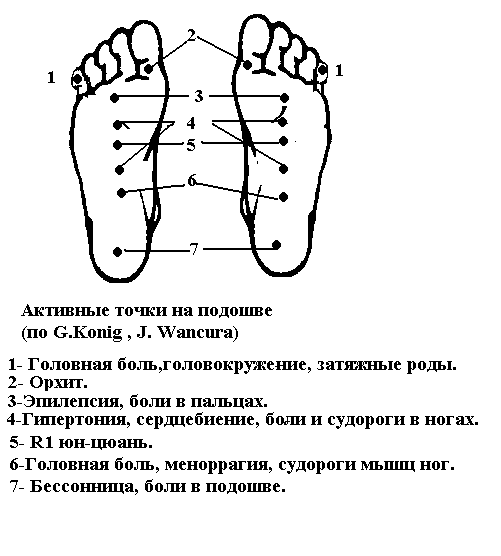 2
1 1
3
4
5
6
7
Активные точки на подошве
(по G.Konig , J. Wancura)
1- Головная боль,головокружение, затяжные роды.
2- Орхит.
3-Эпилепсия, боли в пальцах.
4-Гипертония, сердцебиение, боли и судороги в ногах.
5- R1 юн-цюань.
6-Головная боль, меноррагия, судороги мышц ног.
7- Бессонница, боли в подошве.